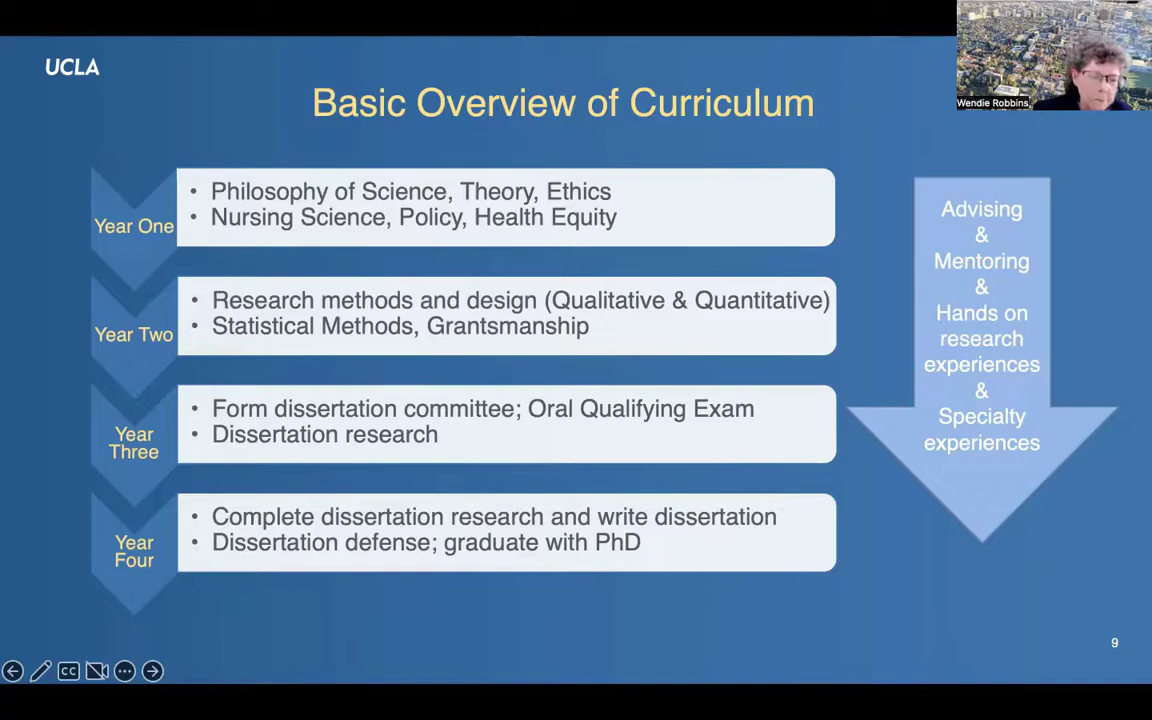 UCLA
Basic Overview of Curriculum
Wendie Robbins
Year One
• Philosophy of Science, Theory, Ethics
• Nursing Science, Policy, Health Equity
Year Two
• Research methods and design (Qualitative & Quantitative)
• Statistical Methods, Grantsmanship
Year
Three
• Form dissertation committee; Oral Qualifying Exam
• Dissertation research
Year
Four
• Complete dissertation research and write dissertation
• Dissertation defense; graduate with PhD
Advising
&
Mentoring
&
Hands on
research
experiences
&
Specialty
experiences
9
CC